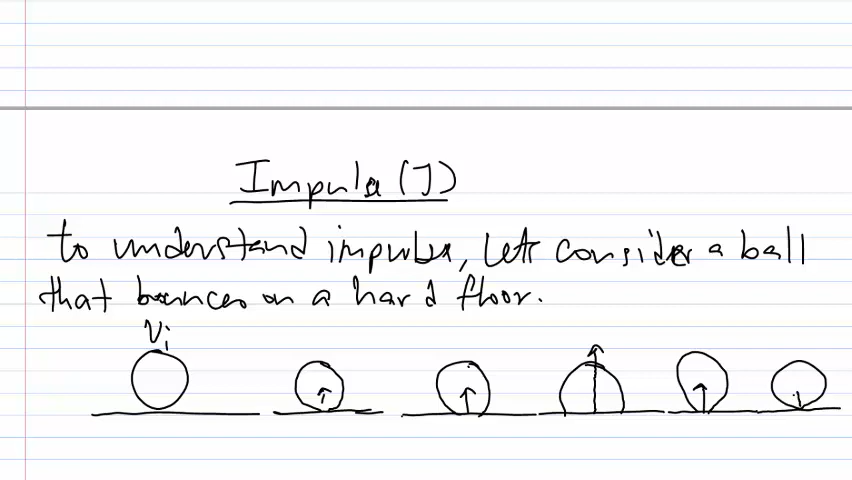 Impulse (J)
to understand impulse, Let's consider a ball
that bounces on a hard floor.
Vi